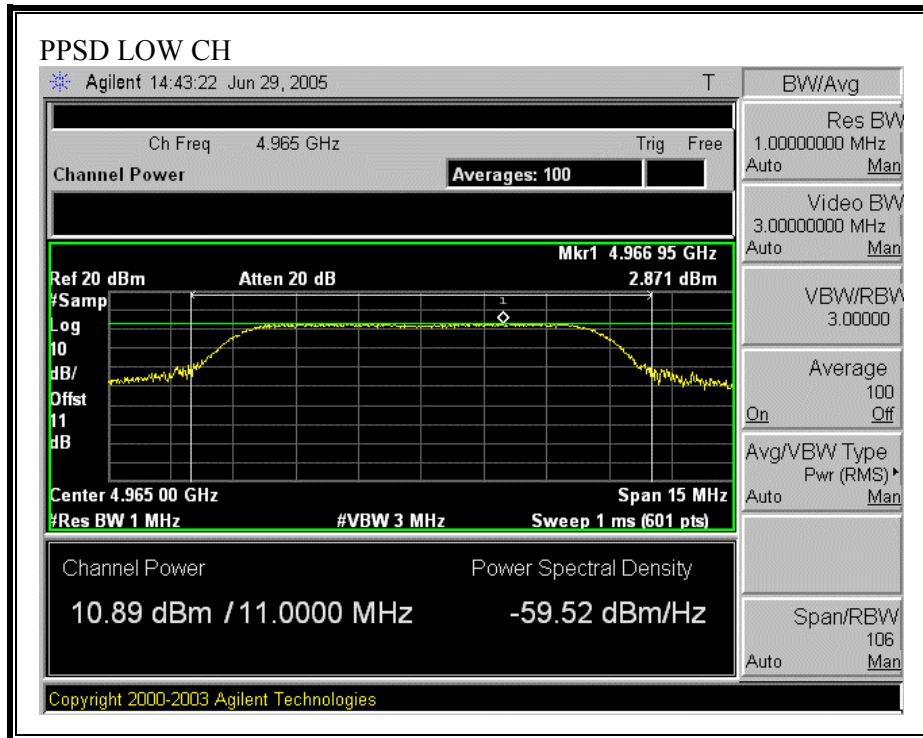 PPSD LOW CH
Agilent 14:43:22 Jun 29, 2005 T
Ch Freq 4.965 GHz Trig Free
Channel Power Averages: 100
Mkr1 4.966 95 GHz
Ref 20 dBm Atten 20 dB 2.871 dBm
#Samp
Log
10
dB/
Offst
11
dB
1
Center 4.965 00 GHz Span 15 MHz
#Res BW 1 MHz #VBW 3 MHz Sweep 1 ms (601 pts)
Channel Power Power Spectral Density
10.89 dBm / 11.0000 MHz -59.52 dBm/Hz
Copyright 2000-2003 Agilent Technologies
BW/Avg
Res BW
1.00000000 MHz
Auto Man
Video BW
3.00000000 MHz
Auto Man
VBW/RBW
3.00000
Average
100
On Off
Avg/VBW Type
Pwr (RMS)
Auto Man
Span/RBW
106
Auto Man